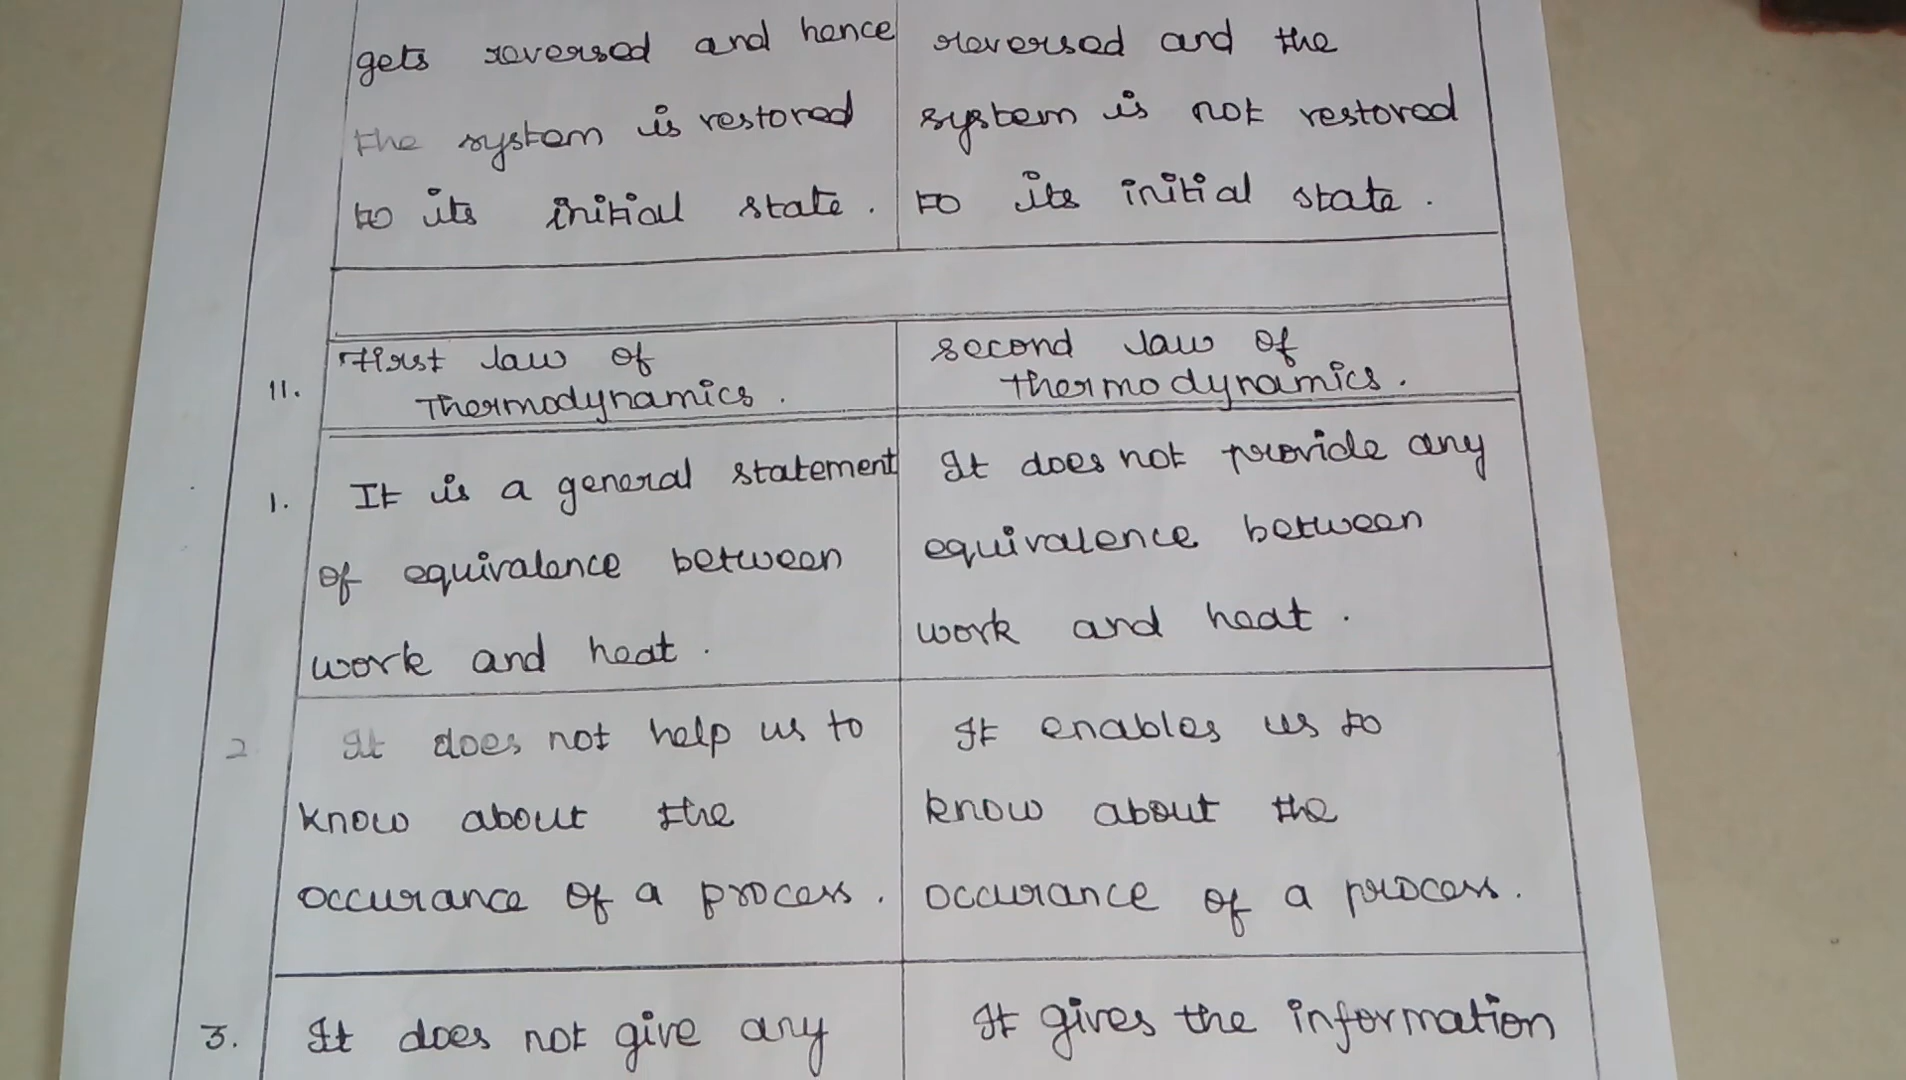 gets reversed and hence
the system is restored
to its initial state.
reversed and the
system is not restored
to its initial state.
11.
First law of
Thermodynamics.
second law of
thermodynamics.
1.
It is a general statement
of equivalence between
work and heat.
It does not provide any
equivalence between
work and heat.
2
It does not help us to
know about the
occurance of a process.
It enables us to
know about the
occurance of a process.
3.
It does not give any
It gives the information